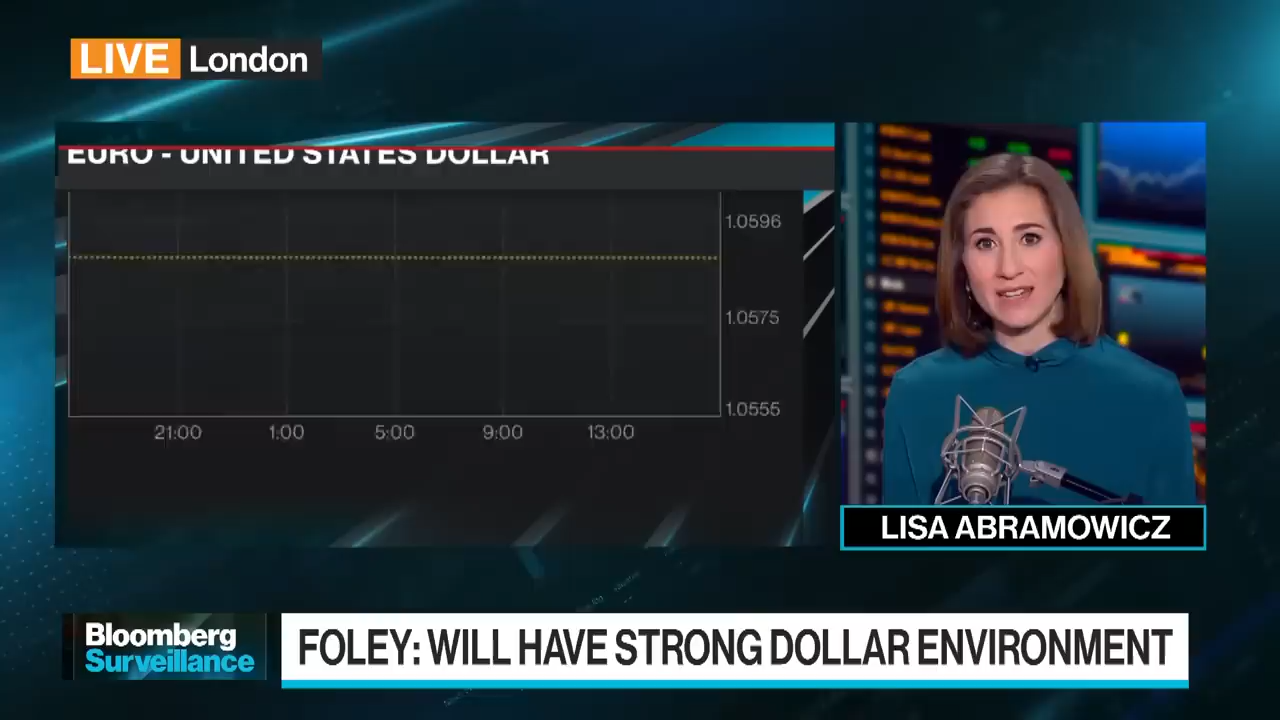 LIVE London
EURO - UNITED STATES DOLLAR
1.0596
1.0575
1.0555
21:00 1:00 5:00 9:00 13:00
LISA ABRAMOWICZ
Bloomberg
Surveillance
FOLEY: WILL HAVE STRONG DOLLAR ENVIRONMENT